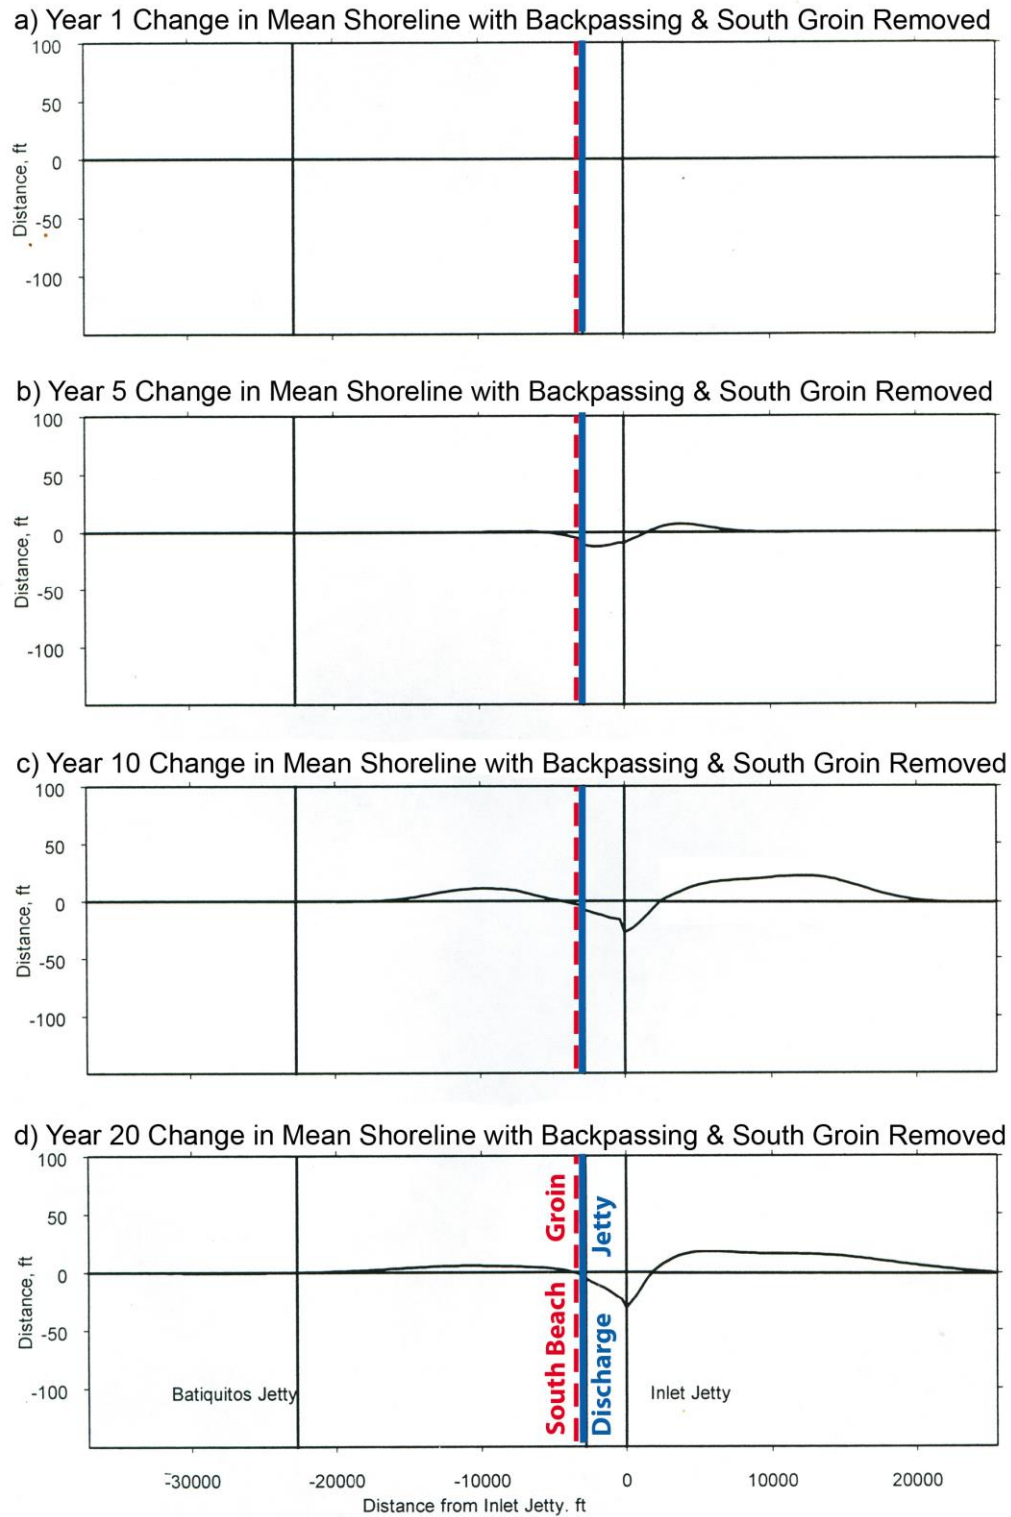 a) Year 1 Change in Mean Shoreline with Backpassing & South Groin Removed
100
50
0
-50
-100
Distance, ft
b) Year 5 Change in Mean Shoreline with Backpassing & South Groin Removed
100
50
0
-50
-100
Distance, ft
c) Year 10 Change in Mean Shoreline with Backpassing & South Groin Removed
100
50
0
-50
-100
Distance, ft
d) Year 20 Change in Mean Shoreline with Backpassing & South Groin Removed
100
50
0
-50
-100
Distance, ft
South Beach Groin
Discharge Jetty
Batiquitos Jetty
Inlet Jetty
-30000 -20000 -10000 0 10000 20000
Distance from Inlet Jetty. ft